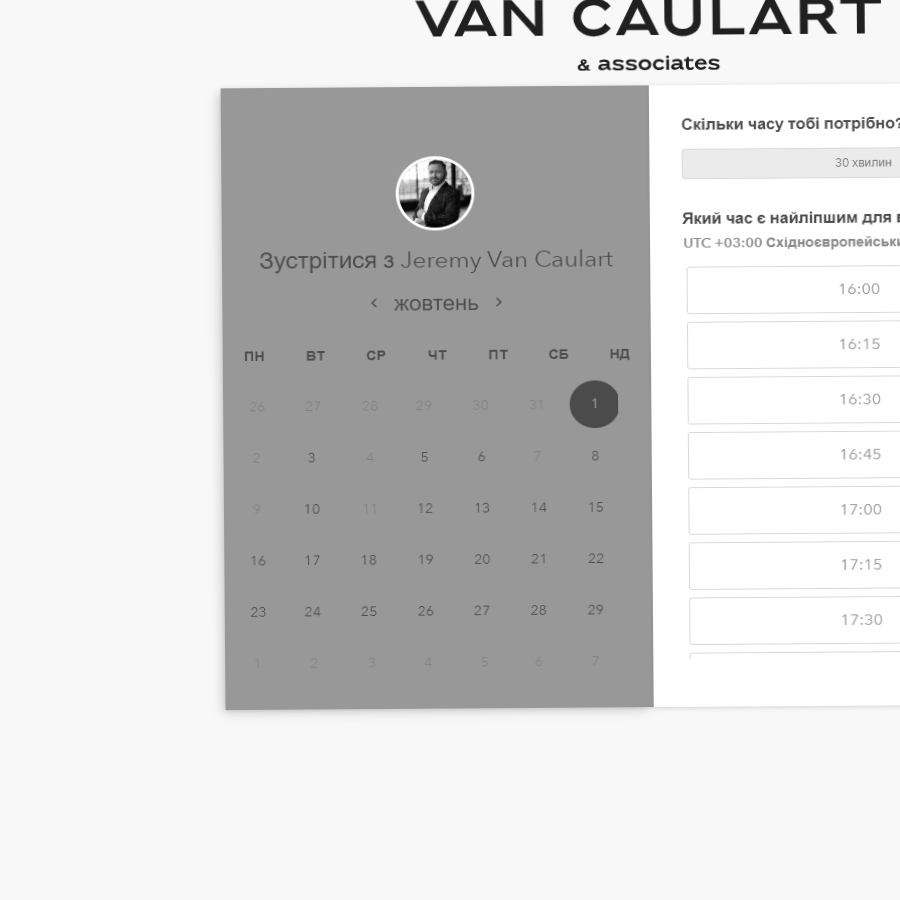 VAN CAULART
& associates
Зустрітися з Jeremy Van Caulart
‹ жовтень ›
ПН ВТ СР ЧТ ПТ СБ НД
26 27 28 29 30 31 1
2 3 4 5 6 7 8
9 10 11 12 13 14 15
16 17 18 19 20 21 22
23 24 25 26 27 28 29
1 2 3 4 5 6 7
Скільки часу тобі потрібно?
30 хвилин
Який час є найліпшим для
UTC +03:00
16:00
16:15
16:30
16:45
17:00
17:15
17:30